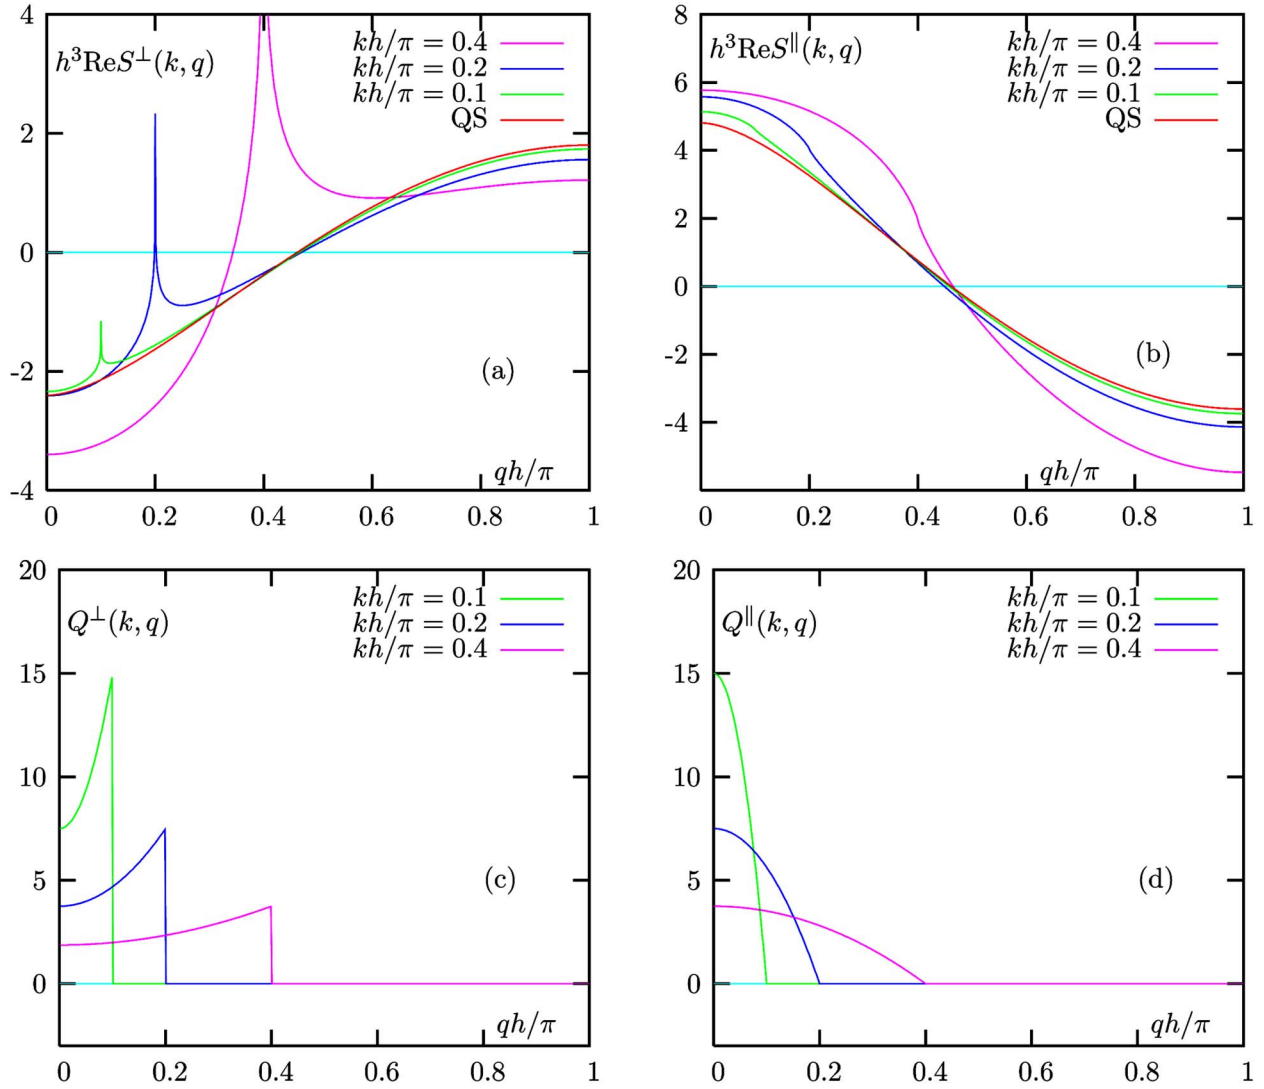 4
h³ReS⊥(k, q)
kh/π = 0.4
kh/π = 0.2
kh/π = 0.1
QS
2
0
-2
(a)
qh/π
-4
0 0.2 0.4 0.6 0.8 1
8
h³ReS∥(k, q)
kh/π = 0.4
kh/π = 0.2
kh/π = 0.1
QS
6
4
2
0
-2
(b)
-4
qh/π
0 0.2 0.4 0.6 0.8 1
20
Q⊥(k, q)
kh/π = 0.1
kh/π = 0.2
kh/π = 0.4
15
10
5
(c)
0
qh/π
0 0.2 0.4 0.6 0.8 1
20
Q∥(k, q)
kh/π = 0.1
kh/π = 0.2
kh/π = 0.4
15
10
5
(d)
0
qh/π
0 0.2 0.4 0.6 0.8 1